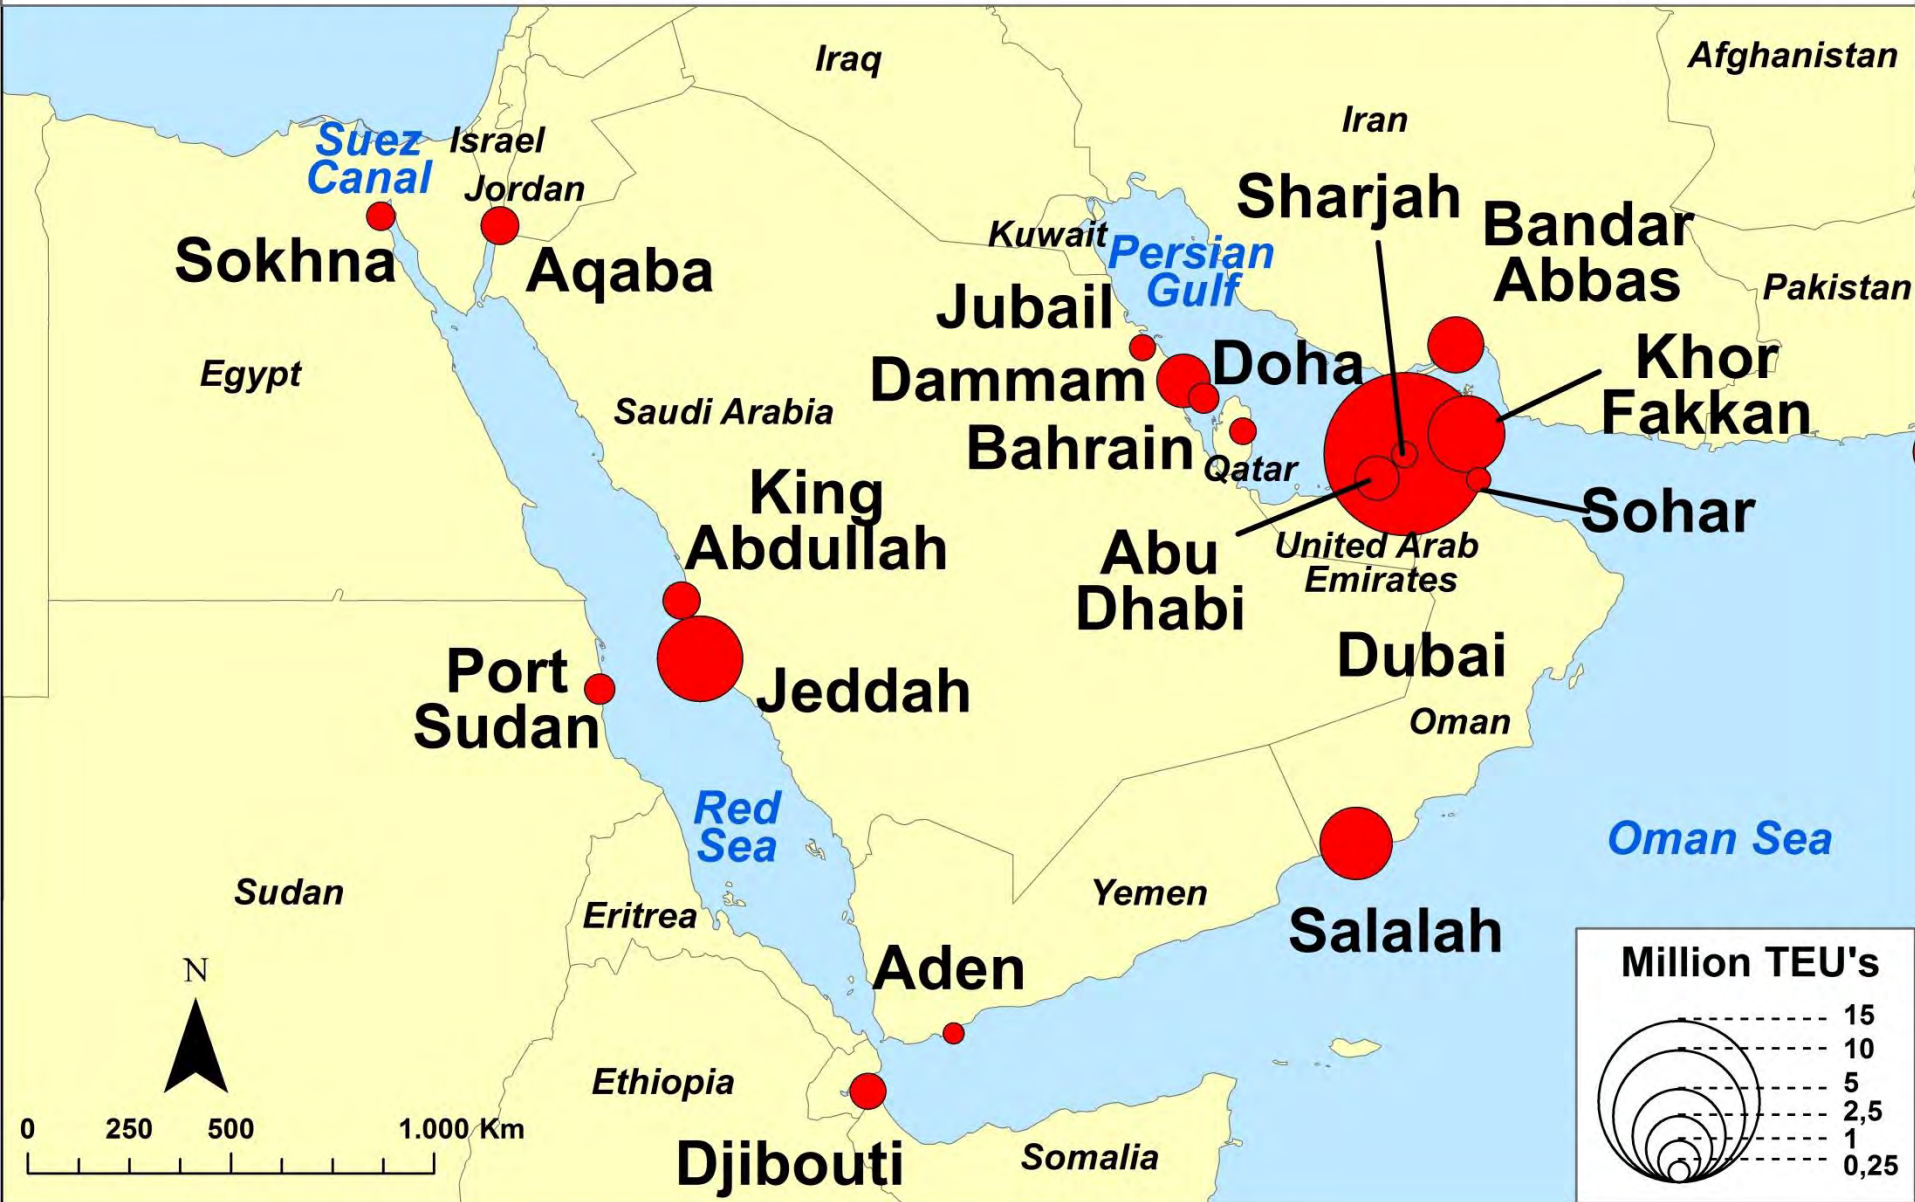 Iraq
Afghanistan
Iran
Suez
Canal
Israel
Jordan
Sokhna
Aqaba
Kuwait
Persian
Gulf
Sharjah
Bandar
Abbas
Pakistan
Jubail
Dammam
Doha
Bahrain
Qatar
Khor
Fakkan
Egypt
Saudi Arabia
King
Abdullah
Sohar
Abu
Dhabi
United Arab
Emirates
Dubai
Port
Sudan
Jeddah
Oman
Red
Sea
Oman Sea
Sudan
Eritrea
Yemen
Salalah
Aden
N
Ethiopia
Djibouti
Somalia
0 250 500 1.000 Km
Million TEU's
15
10
5
2,5
1
0,25